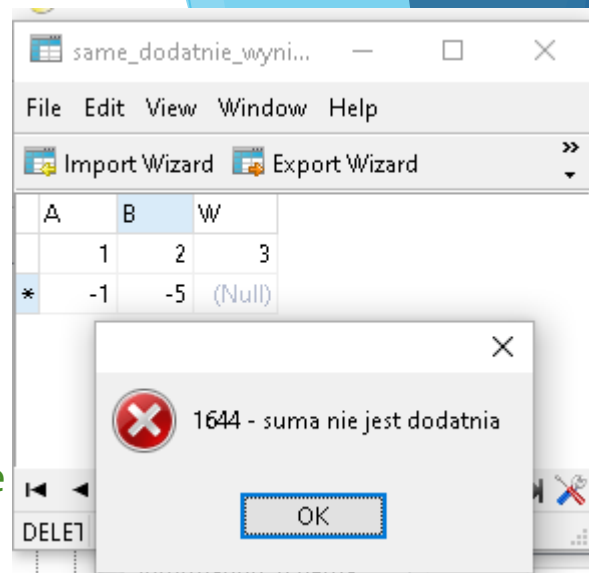 same_dodatnie_wyni...
File Edit View Window Help
Import Wizard Export Wizard
A B W
1 2 3
* -1 -5 (Null)
1644 - suma nie jest dodatnia
OK
e